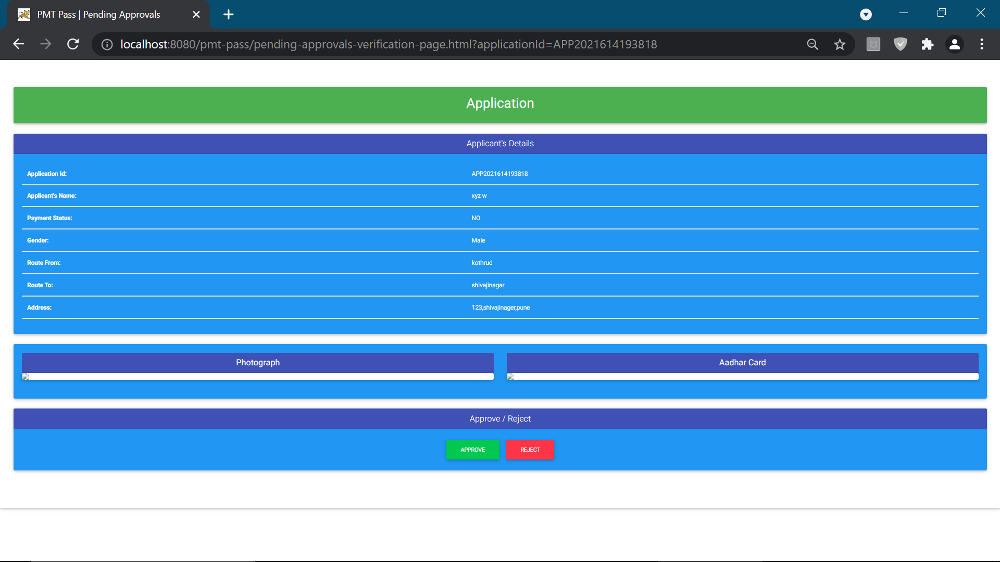 PMT Pass | Pending Approvals
localhost:8080/pmt-pass/pending-approvals-verification-page.html?applicationId=APP2021614193818
Application
Applicant's Details
Application Id: APP2021614193818
Applicant's Name: xyz w
Payment Status: NO
Gender: Male
Route From: kothrud
Route To: shivajinagar
Address: 123,shivajinager,pune
Photograph Aadhar Card
Approve / Reject
APPROVE REJECT